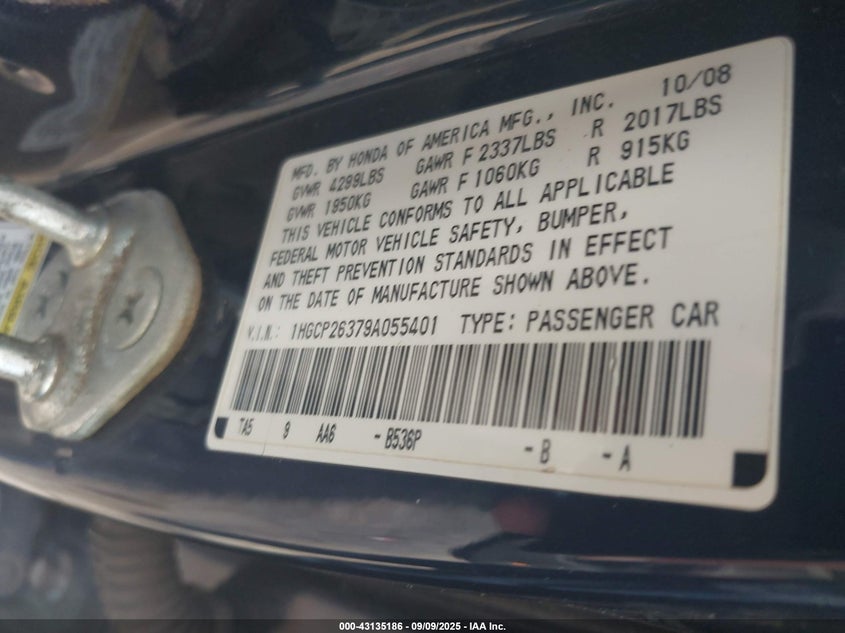 MFD. BY HONDA OF AMERICA MFG., INC. 10/08
GVWR 4299LBS GAWR F 2337LBS R 2017LBS
GVWR 1950KG GAWR F 1060KG R 915KG
THIS VEHICLE CONFORMS TO ALL APPLICABLE
FEDERAL MOTOR VEHICLE SAFETY, BUMPER,
AND THEFT PREVENTION STANDARDS IN EFFECT
ON THE DATE OF MANUFACTURE SHOWN ABOVE.
V.I.N.: 1HGCP26379A055401 TYPE: PASSENGER CAR
TA5 9 AA6 -B536P -B -A
000-43135186 - 09/09/2025 - IAA Inc.